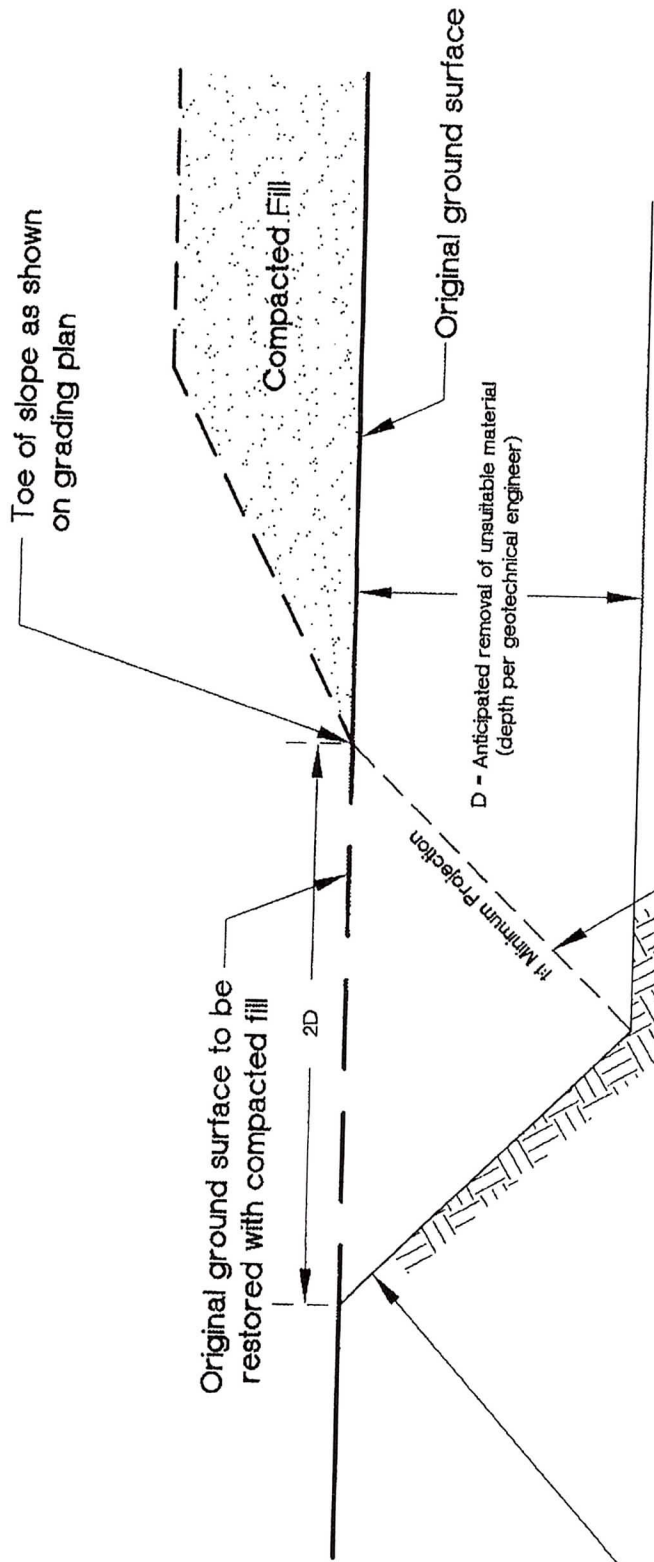 Toe of slope as shown
on grading plan
Original ground surface to be
restored with compacted fill
Compacted Fill
2D
Original ground surface
1:1 Minimum Projection
D - Anticipated removal of unsuitable material
(depth per geotechnical engineer)